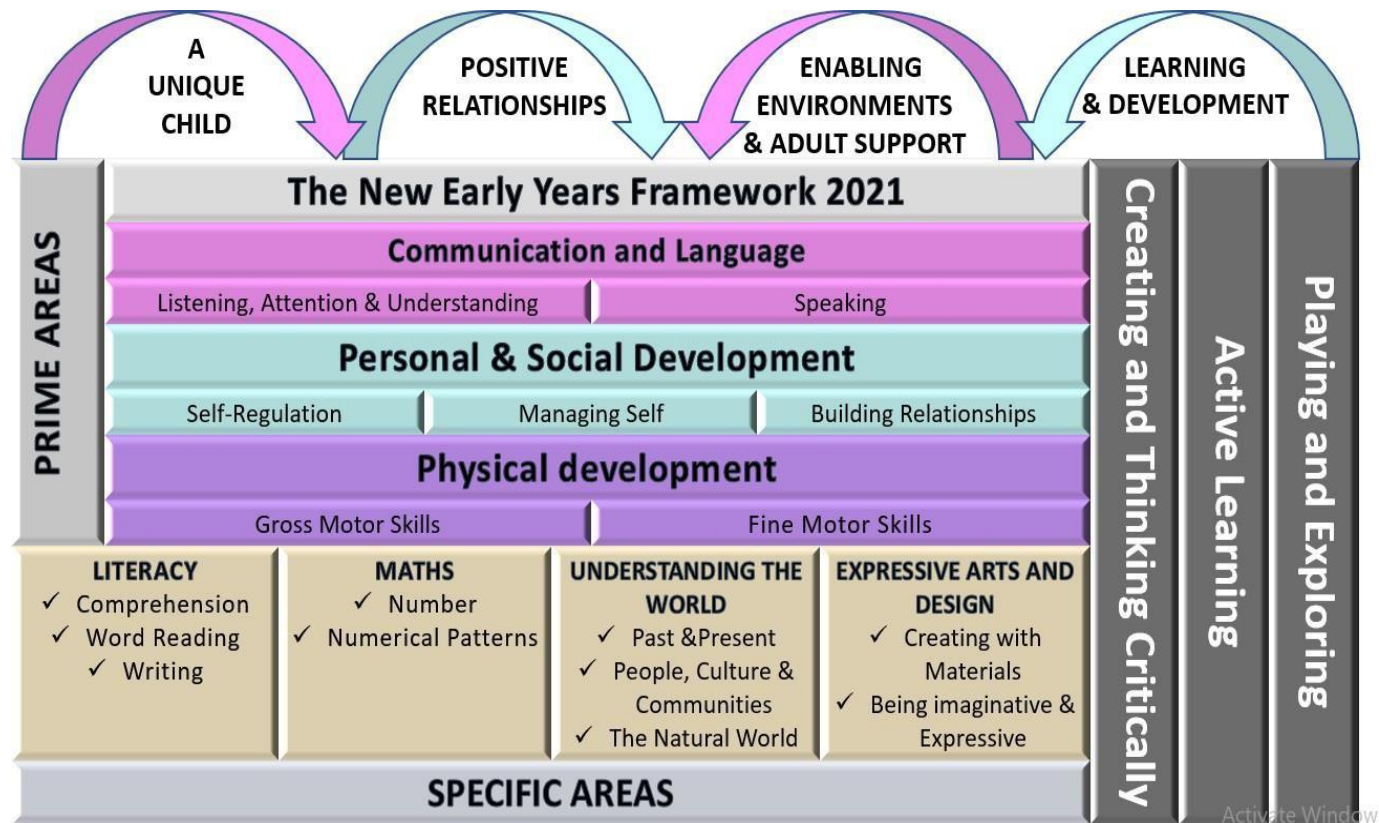 A
UNIQUE
CHILD
POSITIVE
RELATIONSHIPS
ENABLING
ENVIRONMENTS
& ADULT SUPPORT
LEARNING
& DEVELOPMENT
PRIME AREAS
The New Early Years Framework 2021
Communication and Language
Listening, Attention & Understanding
Speaking
Personal & Social Development
Self-Regulation
Managing Self
Building Relationships
Physical development
Gross Motor Skills
Fine Motor Skills
LITERACY
✓ Comprehension
✓ Word Reading
✓ Writing
MATHS
✓ Number
✓ Numerical Patterns
UNDERSTANDING THE
WORLD
✓ Past &Present
✓ People, Culture &
Communities
✓ The Natural World
EXPRESSIVE ARTS AND
DESIGN
✓ Creating with
Materials
✓ Being imaginative &
Expressive
SPECIFIC AREAS
Creating and Thinking Critically
Active Learning
Playing and Exploring
Activate Window